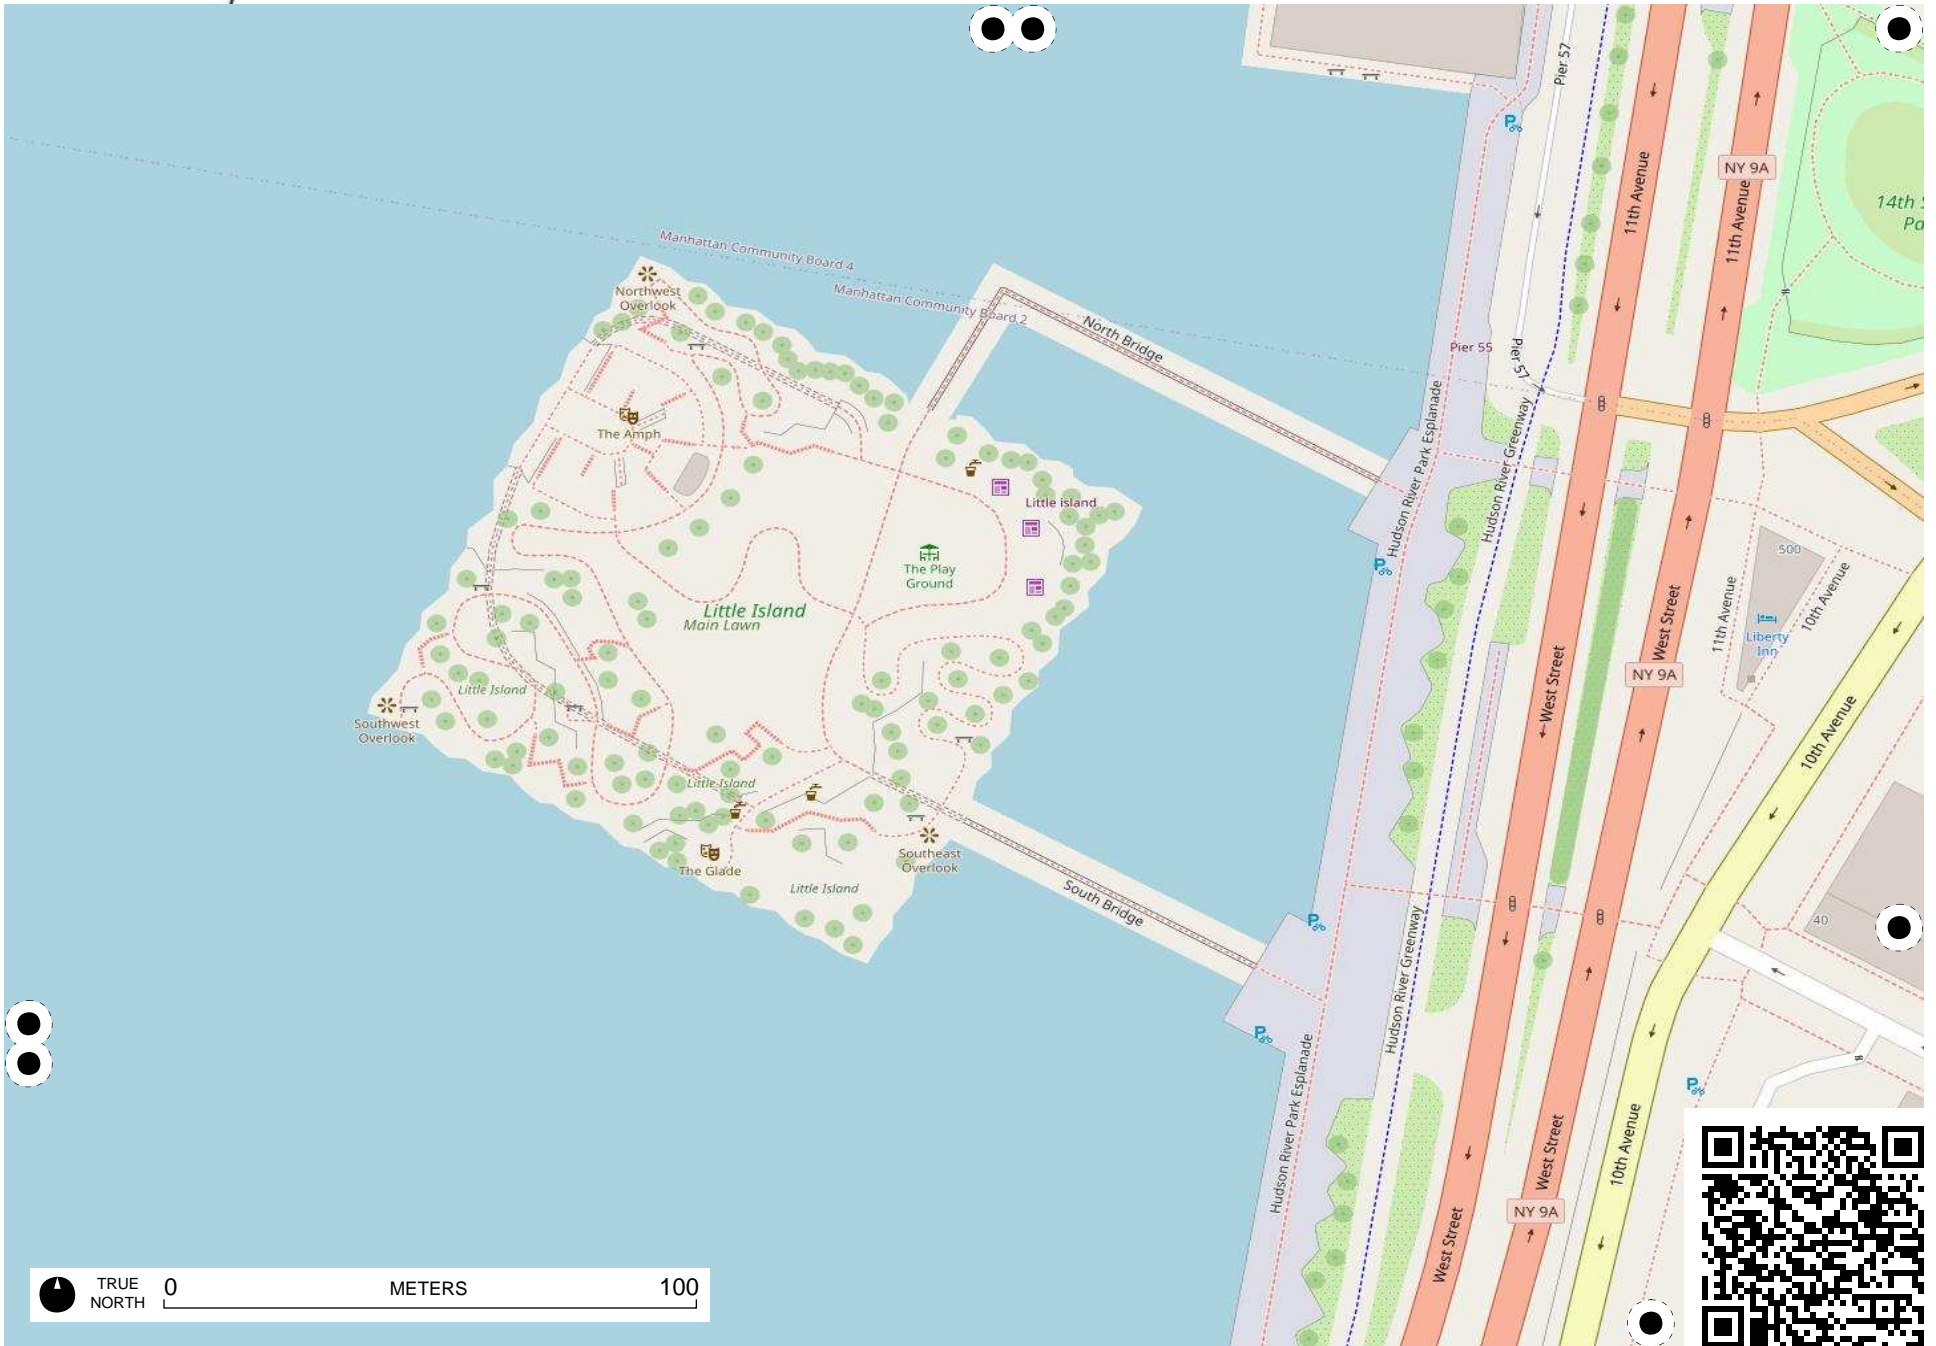 Pier 57
NY 9A
11th Avenue
11th Avenue
14th
Manhattan Community Board 4
Manhattan Community Board 2
Northwest
Overlook
North Bridge
Pier 55
Pier 57
The Amph
Hudson River Park Esplanade
Hudson River Greenway
Little island
500
The Play
Ground
Little Island
Main Lawn
11th Avenue
10th Avenue
Liberty
Inn
West Street
West Street
NY 9A
Little Island
Southwest
Overlook
10th Avenue
Little Island
Southeast
Overlook
The Glade
Little Island
South Bridge
40
Hudson River Greenway
Hudson River Park Esplanade
10th Avenue
West Street
NY 9A
West Street
TRUE
NORTH
0 METERS 100